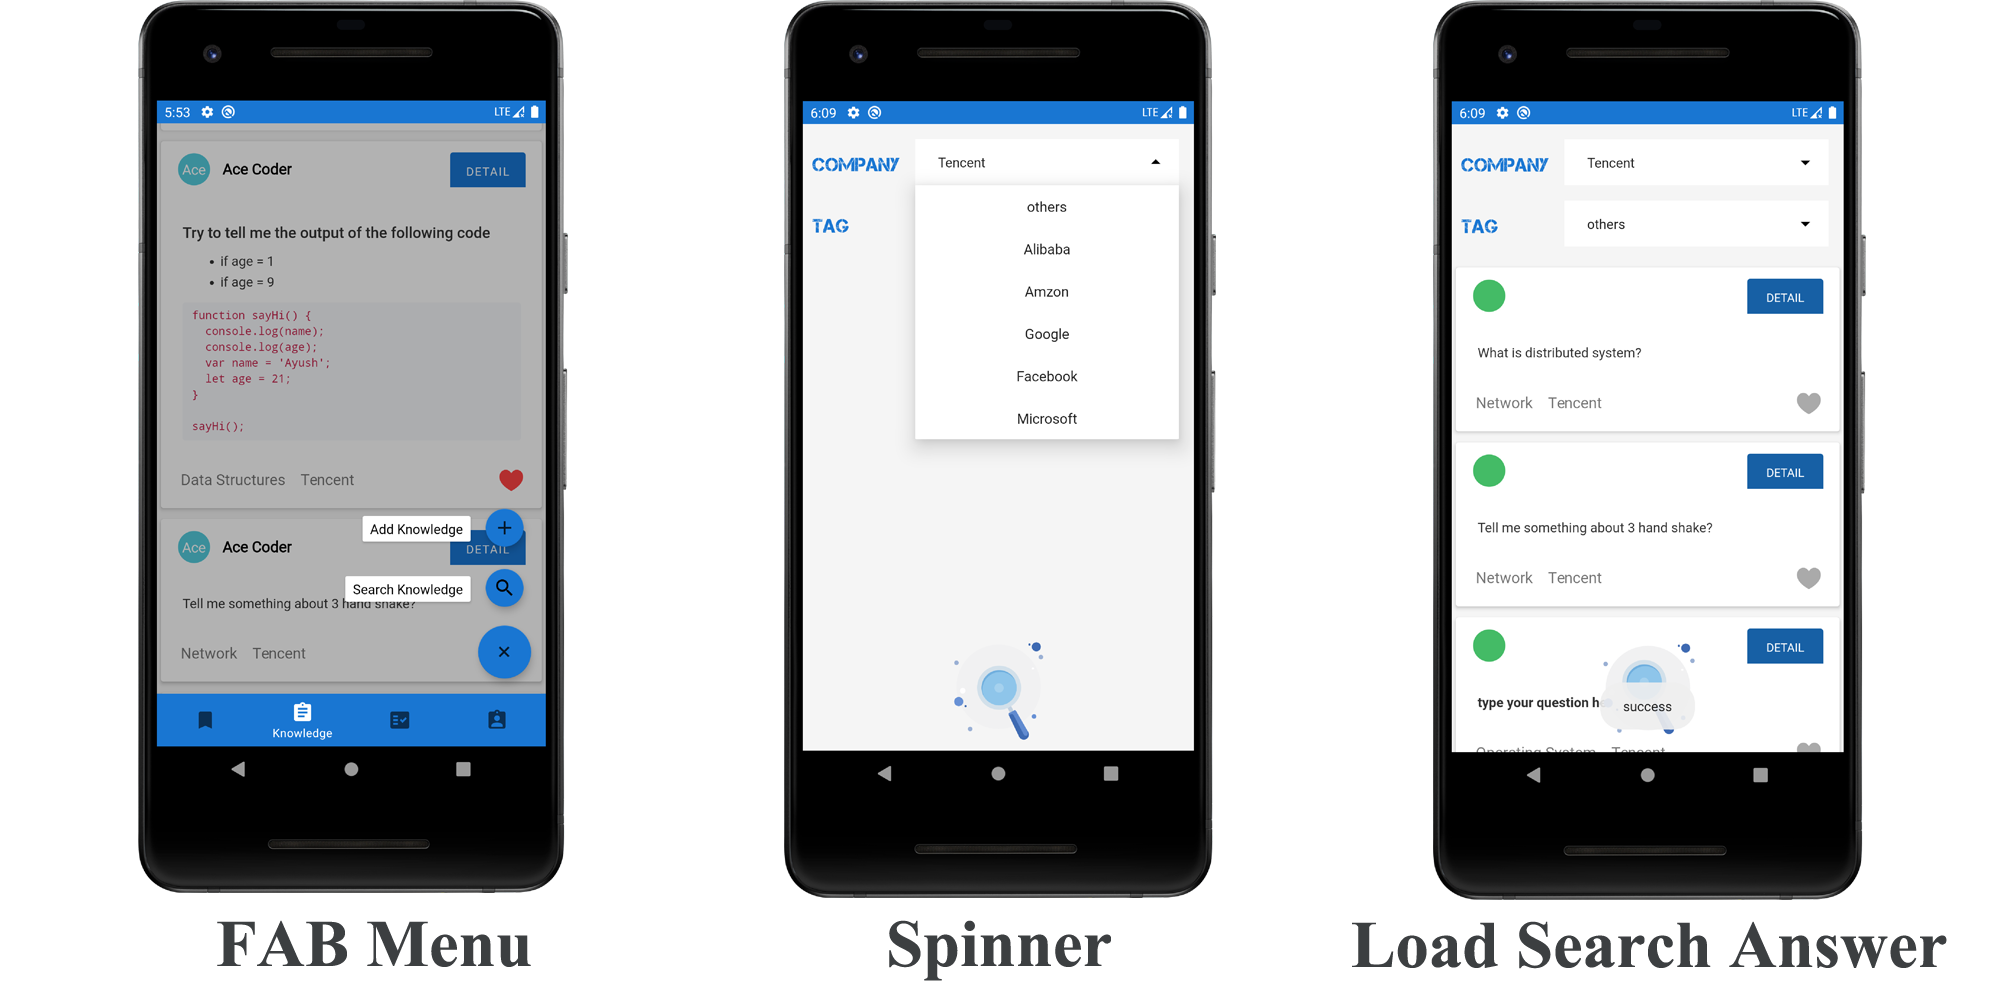 5:53
LTE
Ace
Ace Coder
DETAIL
Try to tell me the output of the following code
• if age = 1
• if age = 9
function sayHi() {
console.log(name);
console.log(age);
var name = 'Ayush';
let age = 21;
}
sayHi();
Data Structures Tencent
Add Knowledge
Ace
Ace Coder
DETAIL
Search Knowledge
Tell me something about 3 hand shake?
Network Tencent
Knowledge
FAB Menu
6:09
LTE
COMPANY
Tencent
TAG
others
Alibaba
Amzon
Google
Facebook
Microsoft
Spinner
6:09
LTE
COMPANY
Tencent
TAG
others
DETAIL
What is distributed system?
Network Tencent
DETAIL
Tell me something about 3 hand shake?
Network Tencent
DETAIL
type your question
success
Operating System Tencent
Load Search Answer